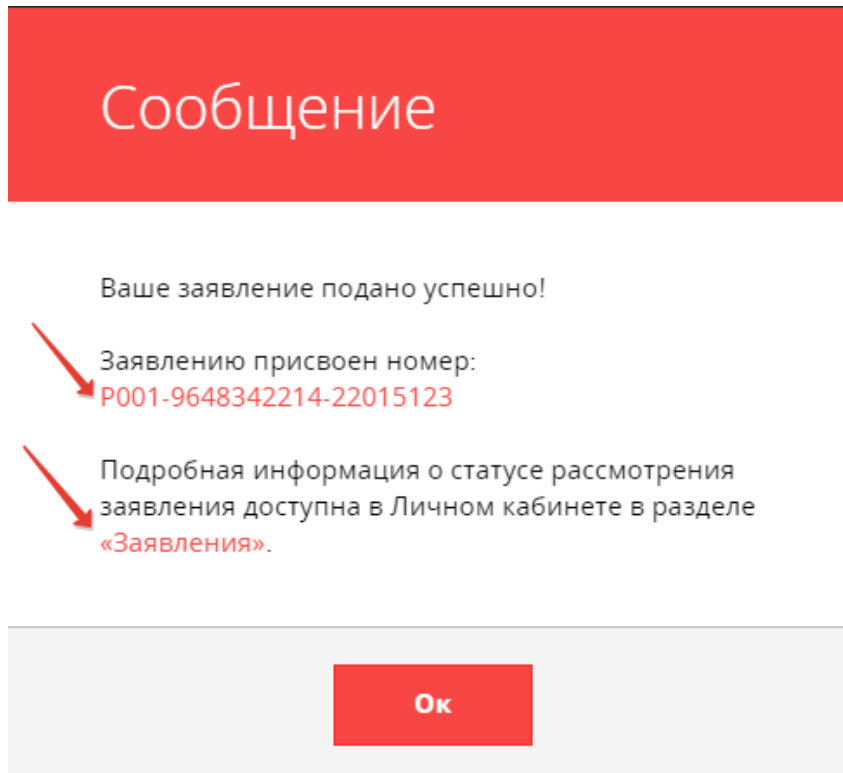 Сообщение
Ваше заявление подано успешно!
Заявлению присвоен номер:
P001-9648342214-22015123
Подробная информация о статусе рассмотрения
заявления доступна в Личном кабинете в разделе
«Заявления».
Ок